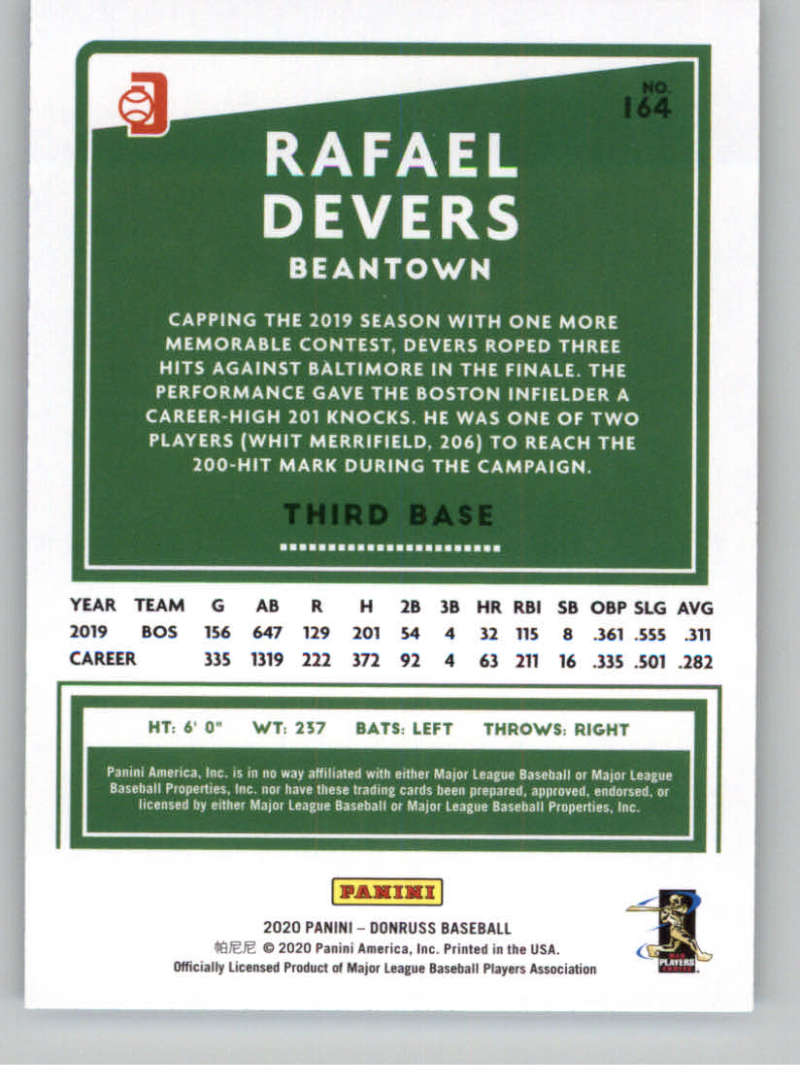 NO.
164
RAFAEL
DEVERS
BEANTOWN
CAPPING THE 2019 SEASON WITH ONE MORE
MEMORABLE CONTEST, DEVERS ROPED THREE
HITS AGAINST BALTIMORE IN THE FINALE. THE
PERFORMANCE GAVE THE BOSTON INFIELDER A
CAREER-HIGH 201 KNOCKS. HE WAS ONE OF TWO
PLAYERS (WHIT MERRIFIELD, 206) TO REACH THE
200-HIT MARK DURING THE CAMPAIGN.
THIRD BASE
YEAR TEAM G AB R H 2B 3B HR RBI SB OBP SLG AVG
2019 BOS 156 647 129 201 54 4 32 115 8 .361 .555 .311
CAREER 335 1319 222 372 92 4 63 211 16 .335 .501 .282
HT: 6' 0" WT: 237 BATS: LEFT THROWS: RIGHT
Panini America, Inc. is in no way affiliated with either Major League Baseball or Major League
Baseball Properties, Inc. nor have these trading cards been prepared, approved, endorsed, or
licensed by either Major League Baseball or Major League Baseball Properties, Inc.
PANINI
2020 PANINI – DONRUSS BASEBALL
帕尼尼 © 2020 Panini America, Inc. Printed in the USA.
Officially Licensed Product of Major League Baseball Players Association
PLAYERS